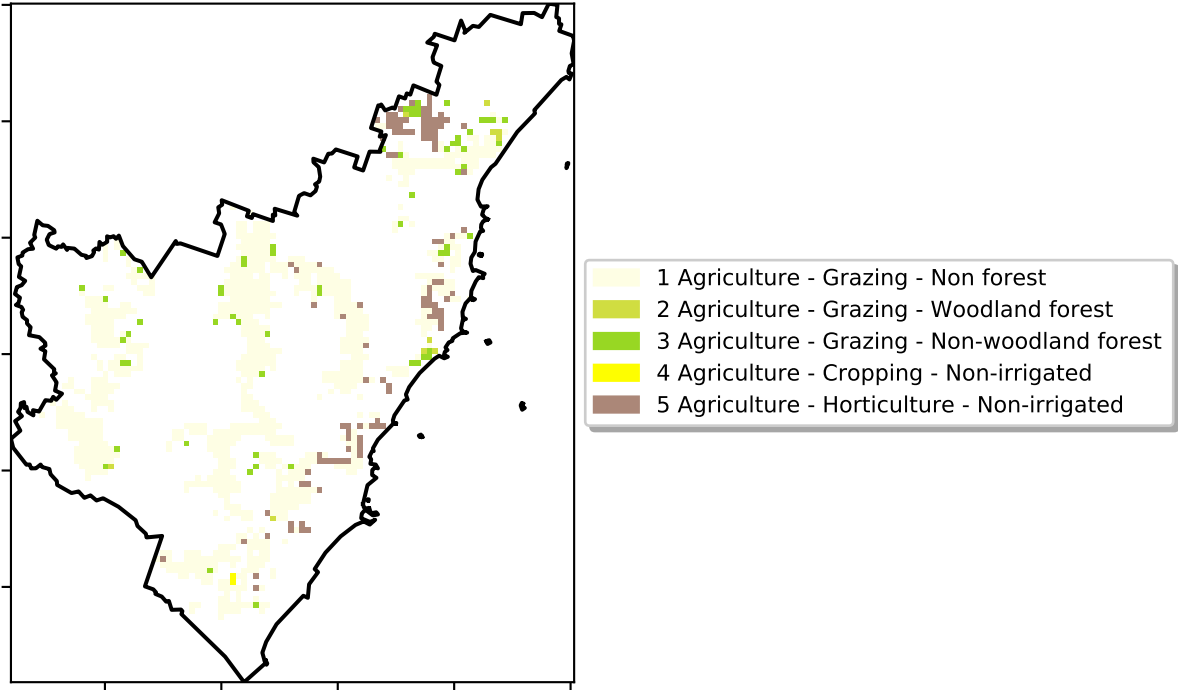 1 Agriculture - Grazing - Non forest
2 Agriculture - Grazing - Woodland forest
3 Agriculture - Grazing - Non-woodland forest
4 Agriculture - Cropping - Non-irrigated
5 Agriculture - Horticulture - Non-irrigated